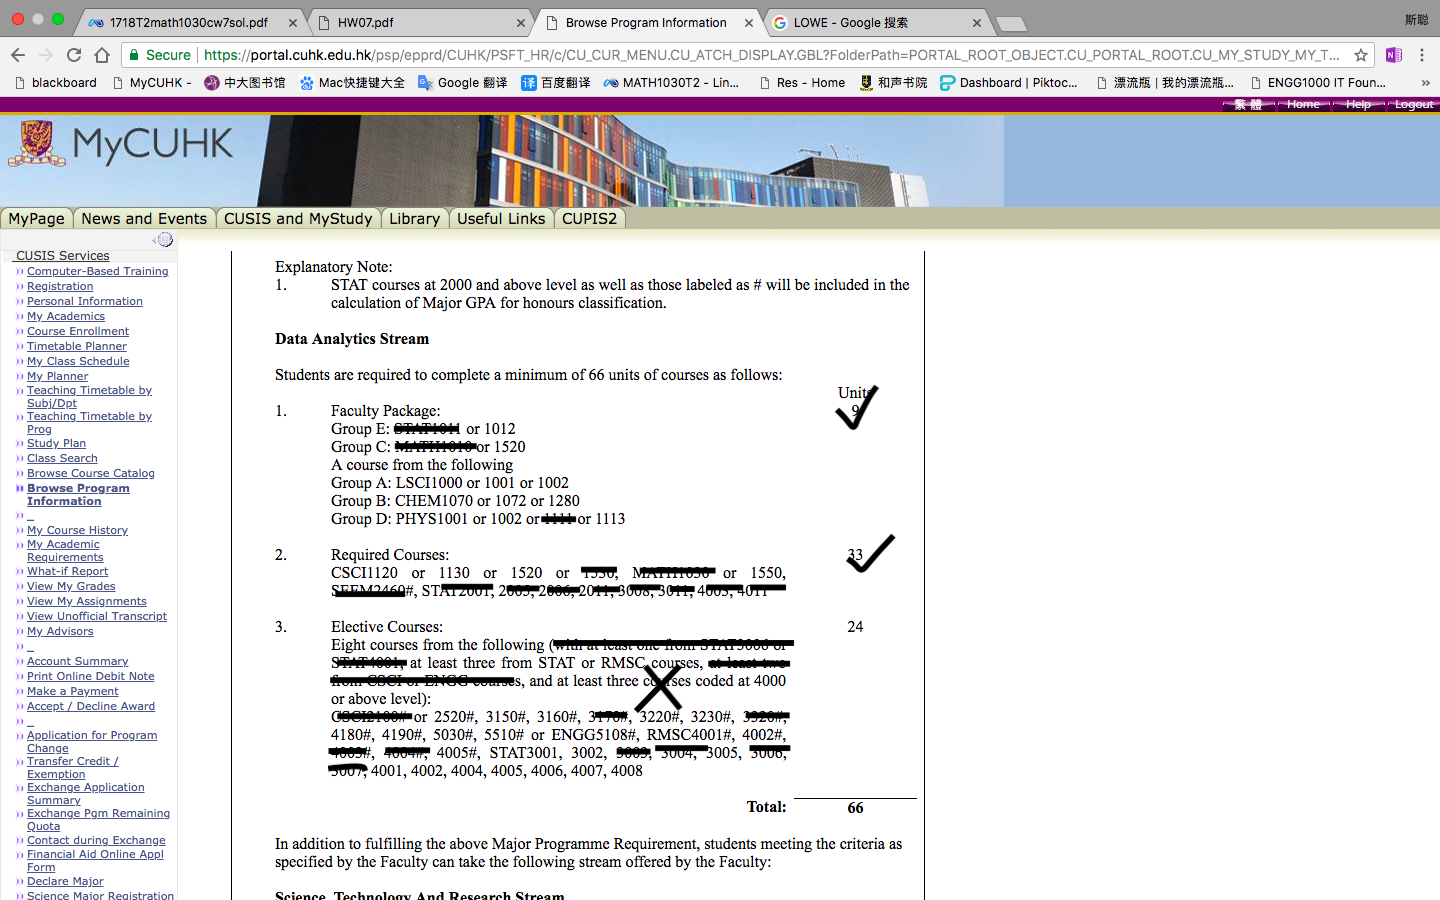 1718T2math1030cw7sol.pdf
HW07.pdf
Browse Program Information
LOWE - Google 搜索
斯聪
Secure
https://portal.cuhk.edu.hk/psp/epprd/CUHK/PSFT_HR/c/CU_CUR_MENU.CU_ATCH_DISPLAY.GBL?FolderPath=PORTAL_ROOT_OBJECT.CU_PORTAL_ROOT.CU_MY_STUDY_MY_T...
blackboard
MyCUHK -
中大图书馆
Mac快捷键大全
Google 翻译
译 百度翻译
MATH1030T2 - Lin...
Res - Home
和声书院
Dashboard | Piktoc...
漂流瓶 | 我的漂流瓶...
ENGG1000 IT Foun...
»
繁 體
Home
Help
Logout
MyCUHK
MyPage
News and Events
CUSIS and MyStudy
Library
Useful Links
CUPIS2
CUSIS Services
Computer-Based Training
Registration
Personal Information
My Academics
Course Enrollment
Timetable Planner
My Class Schedule
My Planner
Teaching Timetable by
Subj/Dpt
Teaching Timetable by
Prog
Study Plan
Class Search
Browse Course Catalog
Browse Program
Information
My Course History
My Academic
Requirements
What-if Report
View My Grades
View My Assignments
View Unofficial Transcript
My Advisors
Account Summary
Print Online Debit Note
Make a Payment
Accept / Decline Award
Application for Program
Change
Transfer Credit /
Exemption
Exchange Application
Summary
Exchange Pgm Remaining
Quota
Contact during Exchange
Financial Aid Online Appl
Form
Declare Major
Science Major Registration
Explanatory Note:
1. STAT courses at 2000 and above level as well as those labeled as # will be included in the
calculation of Major GPA for honours classification.
Data Analytics Stream
Students are required to complete a minimum of 66 units of courses as follows:
Units
1. Faculty Package: 9
Group E: STAT1011 or 1012
Group C: MATH1010 or 1520
A course from the following
Group A: LSCI1000 or 1001 or 1002
Group B: CHEM1070 or 1072 or 1280
Group D: PHYS1001 or 1002 or 1111 or 1113
2. Required Courses: 33
CSCI1120 or 1130 or 1520 or 1530, MATH1030 or 1550,
SEEM2460#, STAT2001, 2005, 2006, 2011, 3008, 3011, 4003, 4011
3. Elective Courses: 24
Eight courses from the following (with at least one from STAT3006 or
STAT4001, at least three from STAT or RMSC courses, at least two
from CSCI or ENGG courses, and at least three courses coded at 4000
or above level):
CSCI2100# or 2520#, 3150#, 3160#, 3170#, 3220#, 3230#, 3320#,
4180#, 4190#, 5030#, 5510# or ENGG5108#, RMSC4001#, 4002#,
4003#, 4004#, 4005#, STAT3001, 3002, 3003, 3004, 3005, 3006,
3007, 4001, 4002, 4004, 4005, 4006, 4007, 4008
Total: 66
In addition to fulfilling the above Major Programme Requirement, students meeting the criteria as
specified by the Faculty can take the following stream offered by the Faculty:
Science, Technology And Research Stream